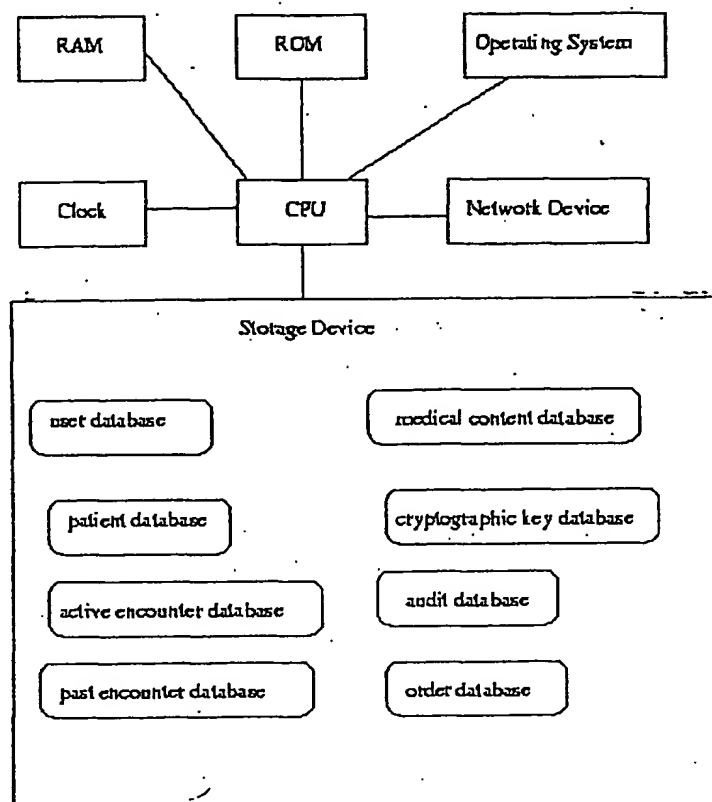 RAM
ROM
Operating System
Clock
CPU
Network Device
Storage Device
user database
medical content database
patient database
cryptographic key database
active encounter database
audit database
past encounter database
order database